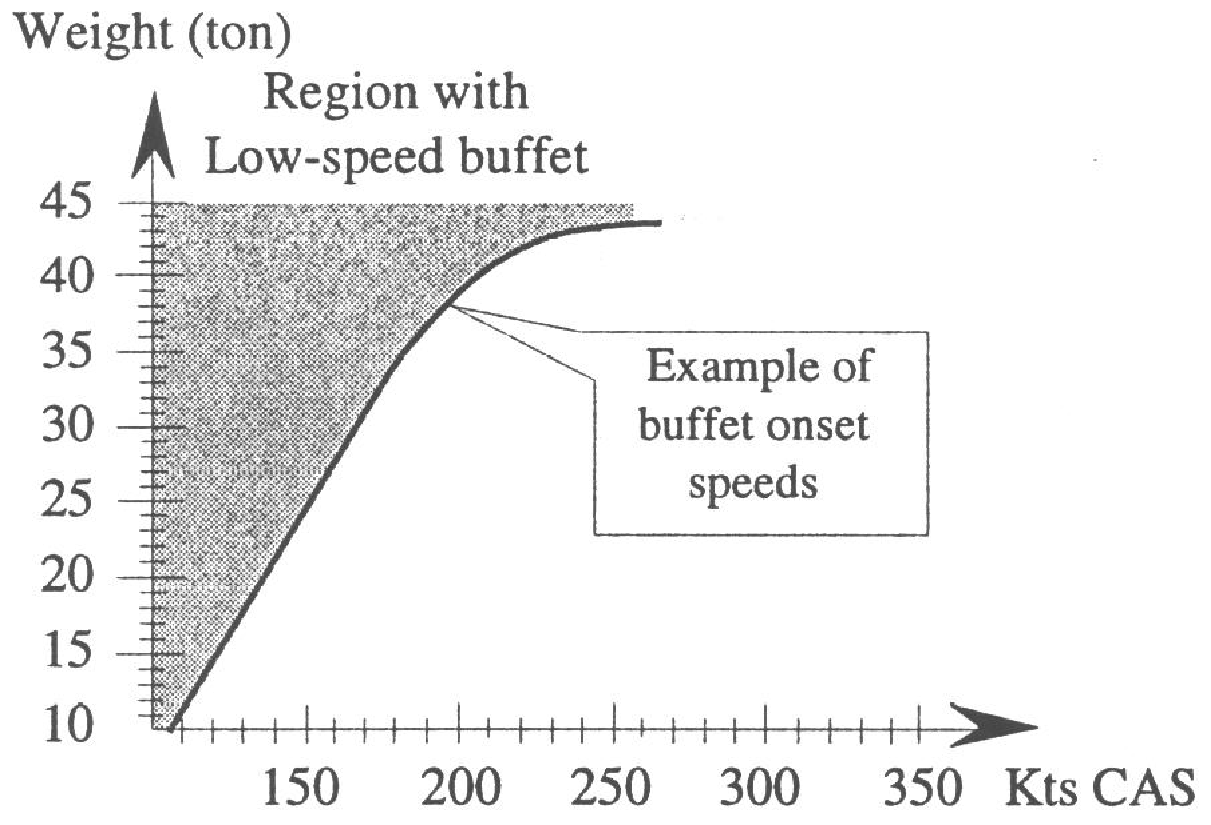 Weight (ton)
Region with
Low-speed buffet
45
40
35
30
25
20
15
10
Example of
buffet onset
speeds
150 200 250 300 350 Kts CAS